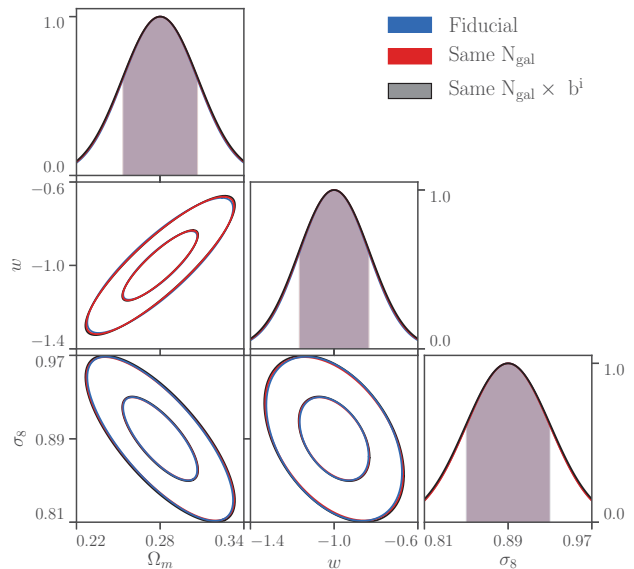 1.0
0.0
Fiducial
Same N_gal
Same N_gal × b^i
−0.6
−1.0
−1.4
w
1.0
0.0
0.97
0.89
0.81
σ_8
1.0
0.0
0.22 0.28 0.34
Ω_m
−1.4 −1.0 −0.6
w
0.81 0.89 0.97
σ_8